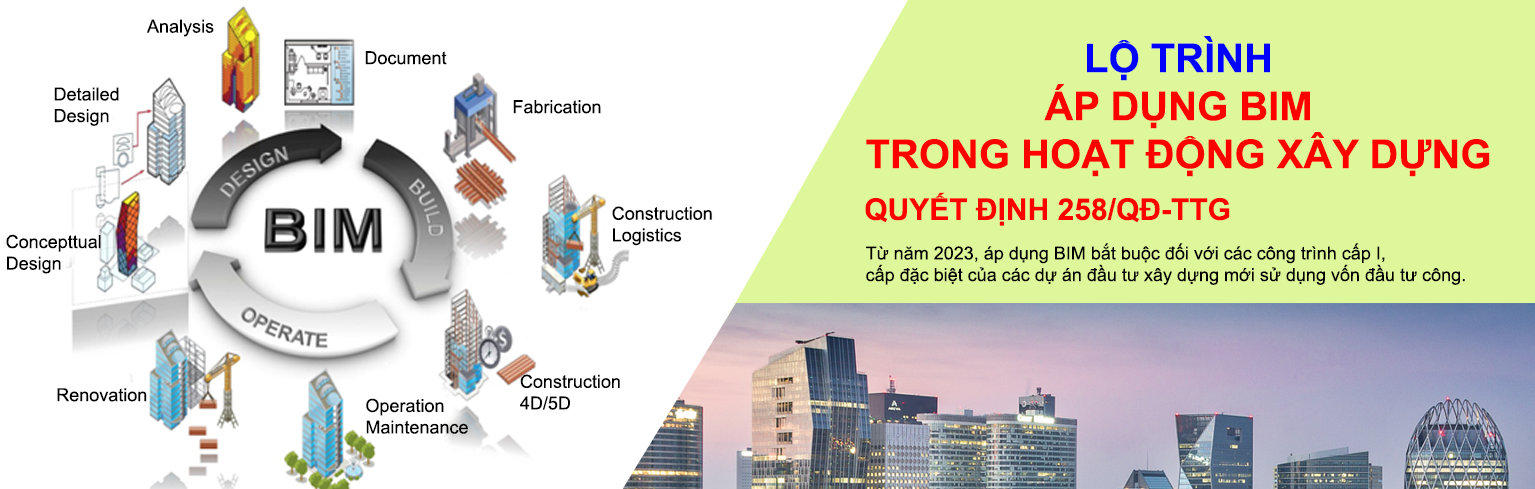 Analysis
Document
Detailed
Design
Fabrication
DESIGN
BUILD
BIM
Construction
Logistics
Concepttual
Design
OPERATE
Renovation
Construction
4D/5D
Operation
Maintenance
LỘ TRÌNH
ÁP DỤNG BIM
TRONG HOẠT ĐỘNG XÂY DỰNG
QUYẾT ĐỊNH 258/QĐ-TTG
Từ năm 2023, áp dụng BIM bắt buộc đối với các công trình cấp I,
cấp đặc biệt của các dự án đầu tư xây dựng mới sử dụng vốn đầu tư công.